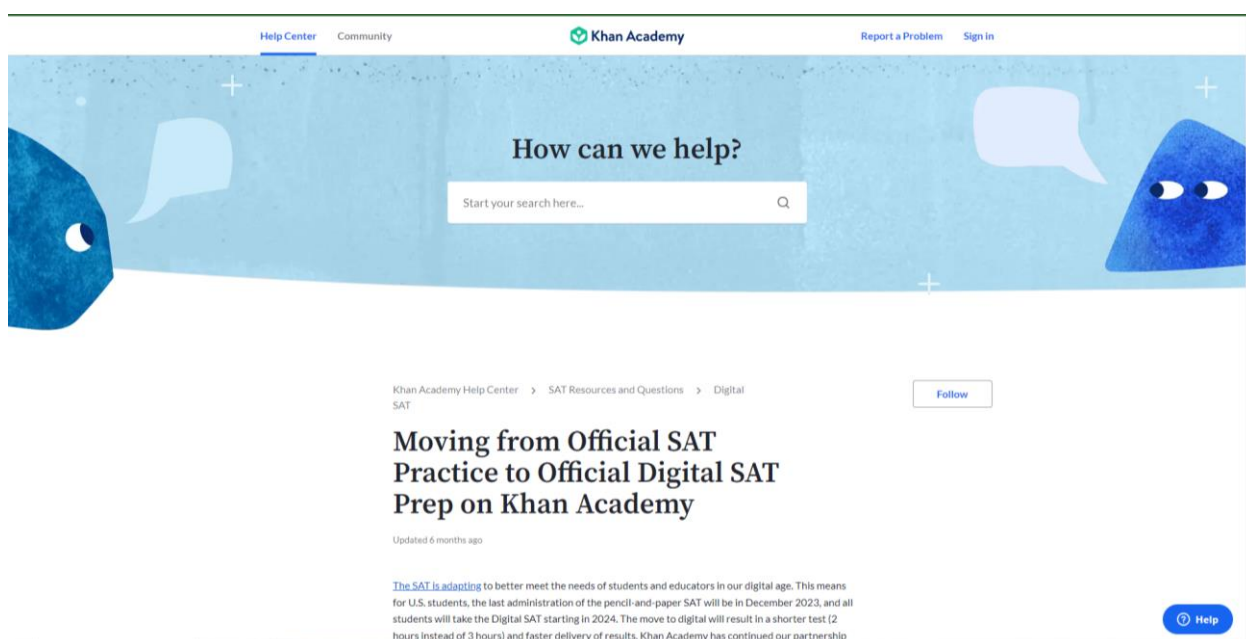 Help Center Community Khan Academy Report a Problem Sign in
How can we help?
Start your search here...
Khan Academy Help Center > SAT Resources and Questions > Digital
SAT
Follow
Moving from Official SAT
Practice to Official Digital SAT
Prep on Khan Academy
Updated 6 months ago
The SAT is adapting to better meet the needs of students and educators in our digital age. This means
for U.S. students, the last administration of the pencil-and-paper SAT will be in December 2023, and all
students will take the Digital SAT starting in 2024. The move to digital will result in a shorter test (2
hours instead of 3 hours) and faster delivery of results. Khan Academy has continued our partnership
Help